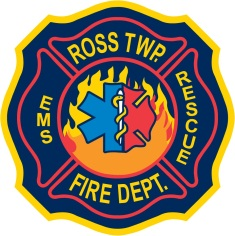 ROSS TWP.
EMS
RESCUE
FIRE DEPT.